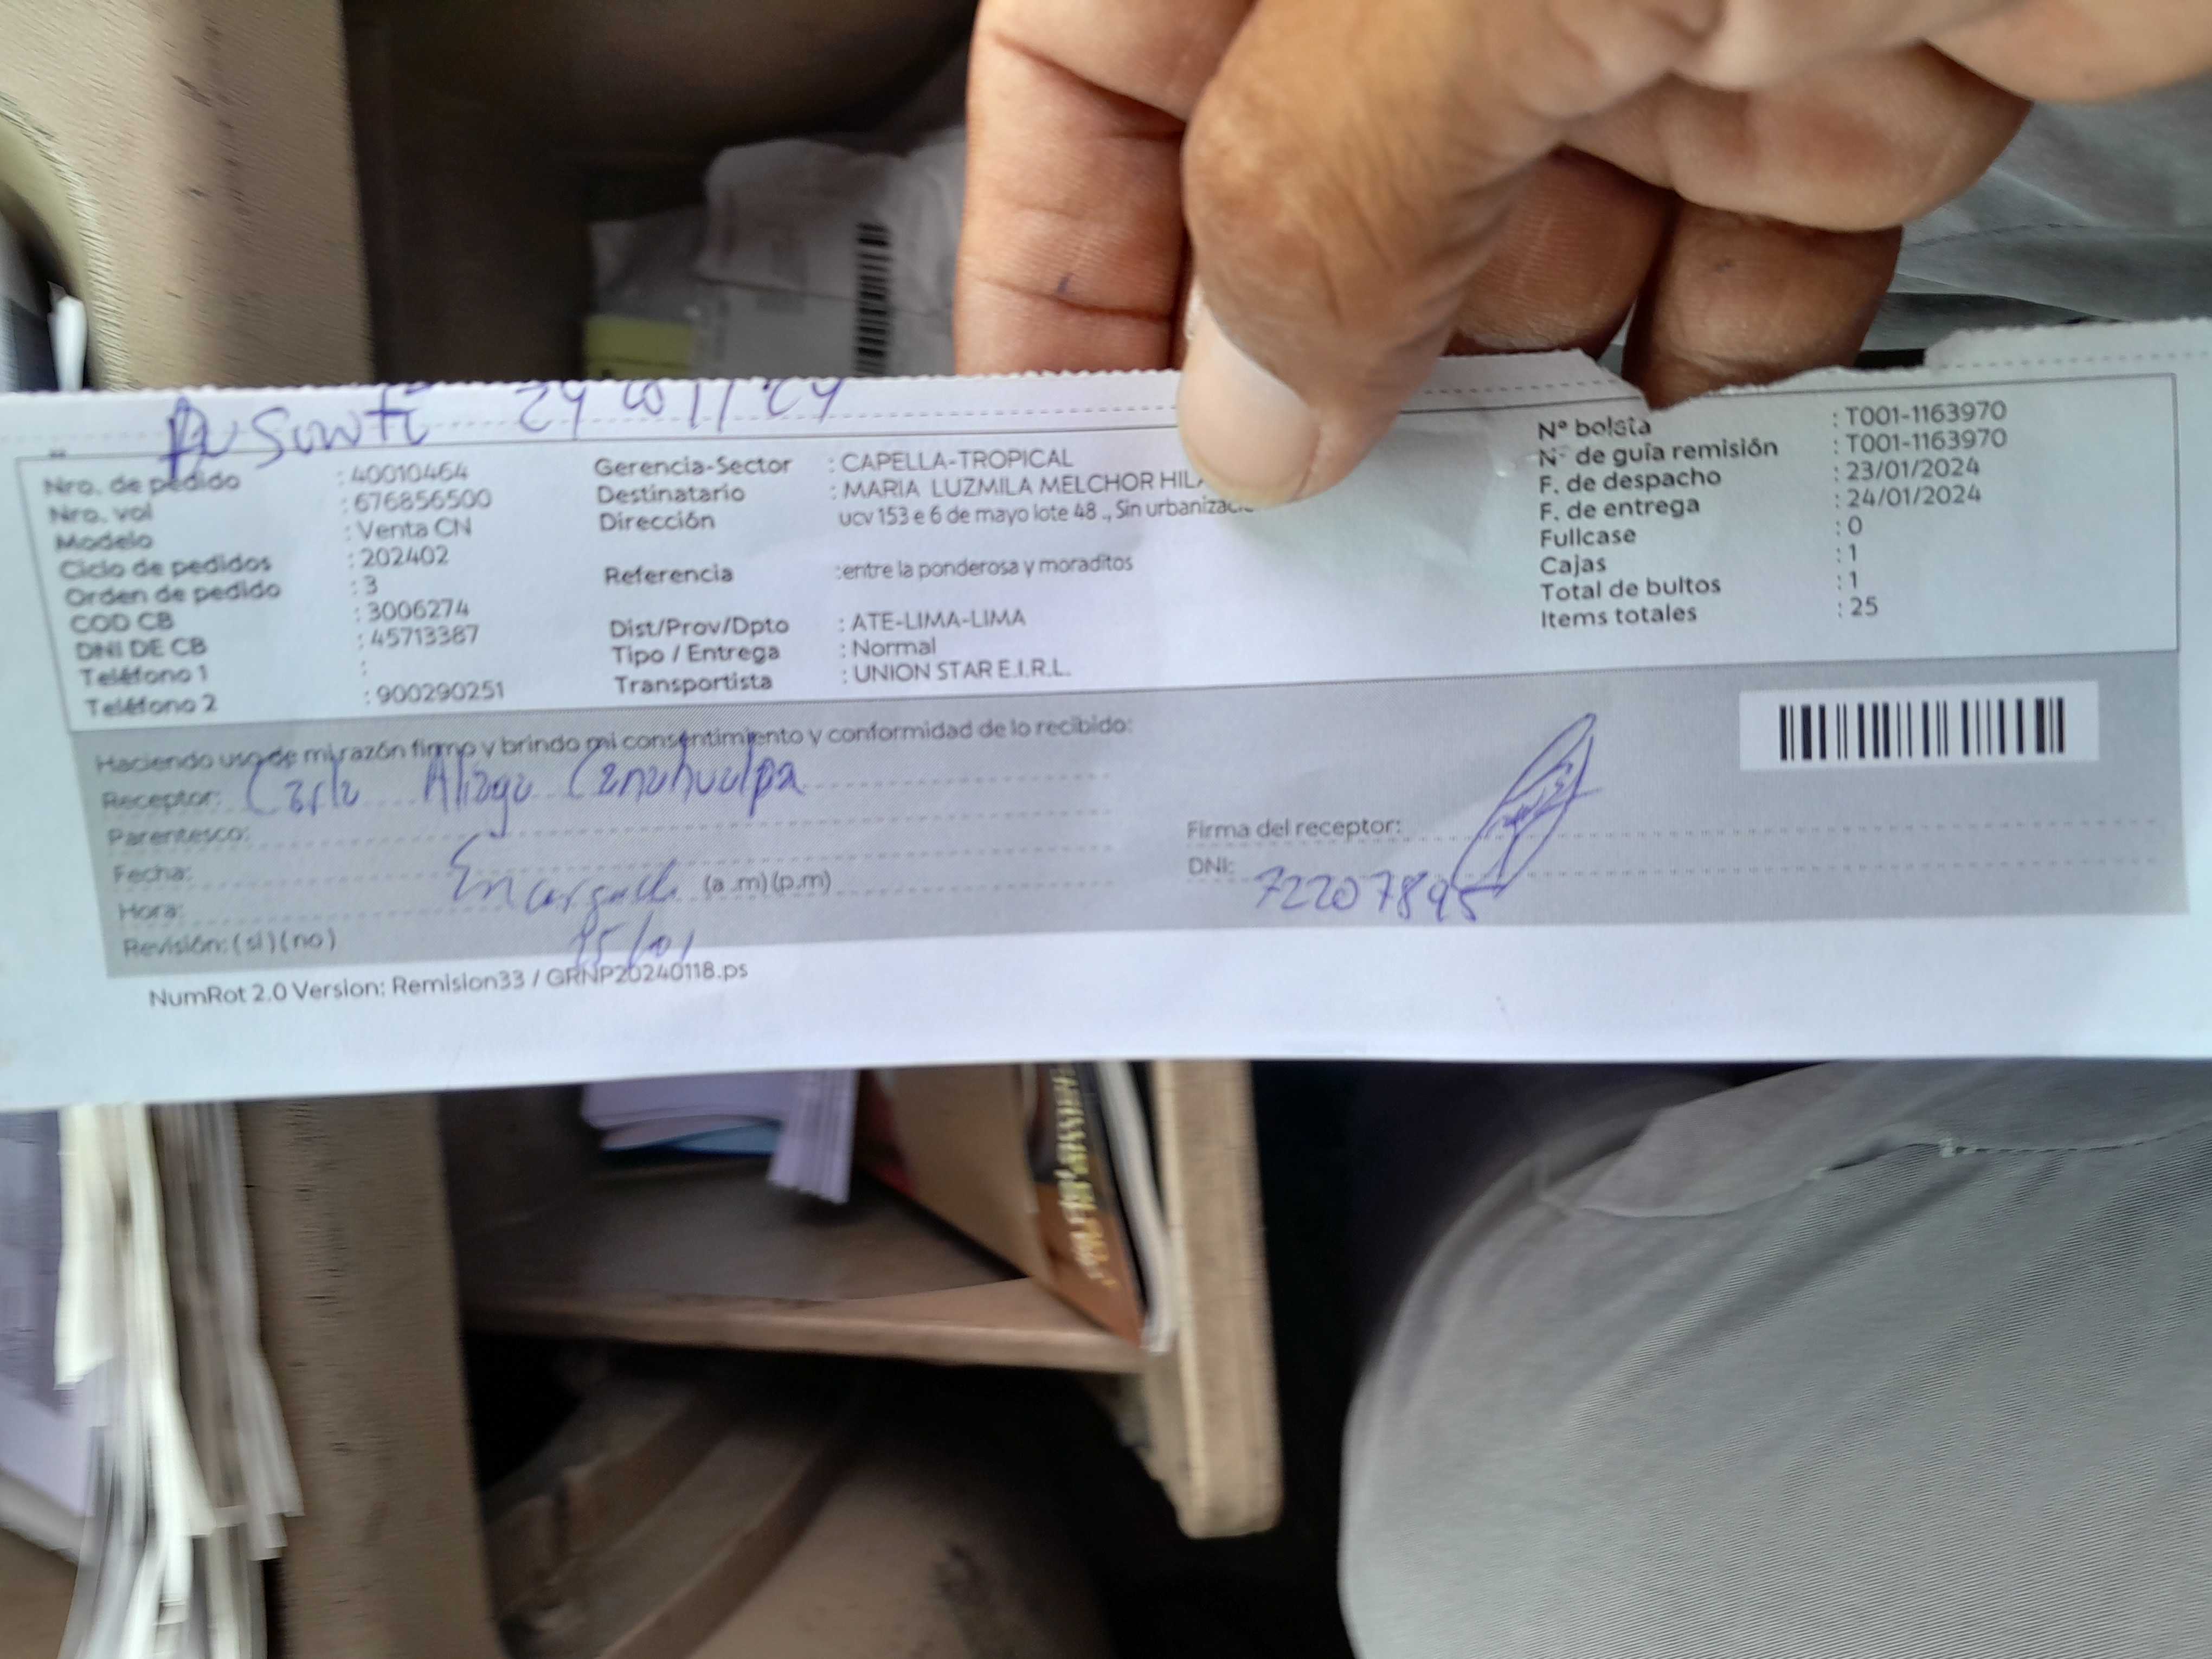 Ausente 24/01/24
Nro. de pedido : 40010464
Nro. vol : 676856500
Modelo : Venta CN
Ciclo de pedidos : 202402
Orden de pedido : 3
COD CB : 3006274
DNI DE CB : 45713387
Teléfono 1 :
Teléfono 2 : 900290251
Gerencia-Sector : CAPELLA-TROPICAL
Destinatario : MARIA LUZMILA MELCHOR
Dirección ucv 153 e 6 de mayo lote 48 ., Sin
Referencia :entre la ponderosa y moraditos
Dist/Prov/Dpto : ATE-LIMA-LIMA
Tipo / Entrega : Normal
Transportista : UNION STAR E.I.R.L.
N° boleta : T001-1163970
N° de guía remisión : T001-1163970
F. de despacho : 23/01/2024
F. de entrega : 24/01/2024
Fullcase : 0
Cajas : 1
Total de bultos : 1
Items totales : 25
Haciendo uso de mi razón firmo y brindo mi consentimiento y conformidad de lo recibido:
Receptor: Aliaga
Parentesco:
Fecha:
Hora: (a .m) (p.m)
Revisión: ( si ) ( no )
Firma del receptor:
DNI: 72207895
NumRot 2.0 Version: Remision33 / GRNP20240118.ps